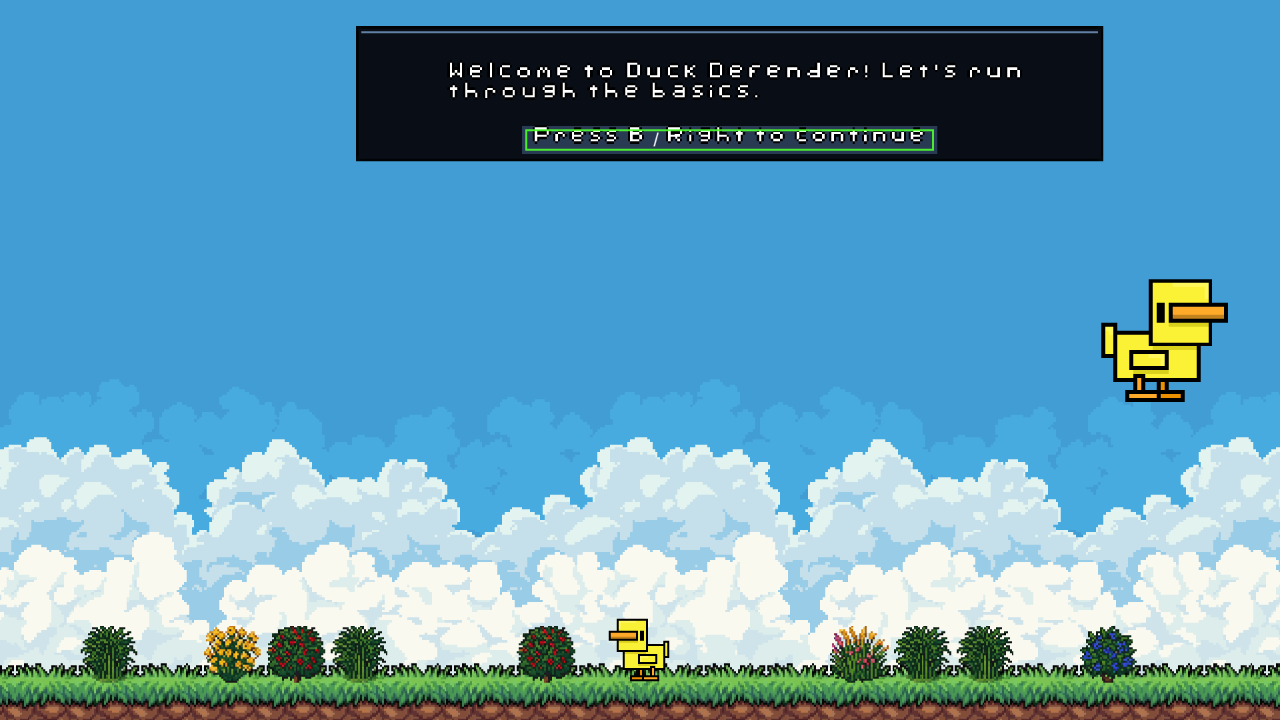 Welcome to Duck Defender! Let's run
through the basics.
Press B / Right to continue